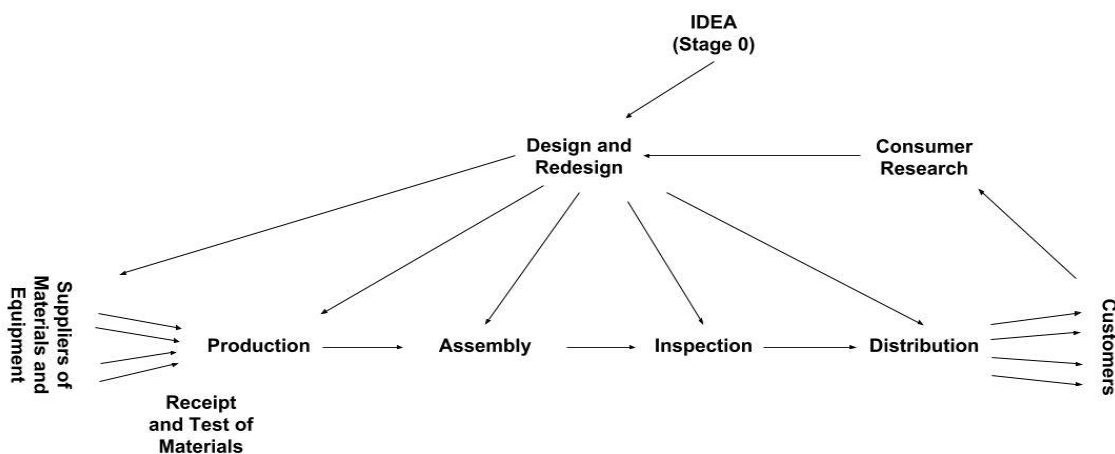 IDEA
(Stage 0)
Design and
Redesign
Consumer
Research
Suppliers of
Materials and
Equipment
Production
Assembly
Inspection
Distribution
Customers
Receipt
and Test of
Materials